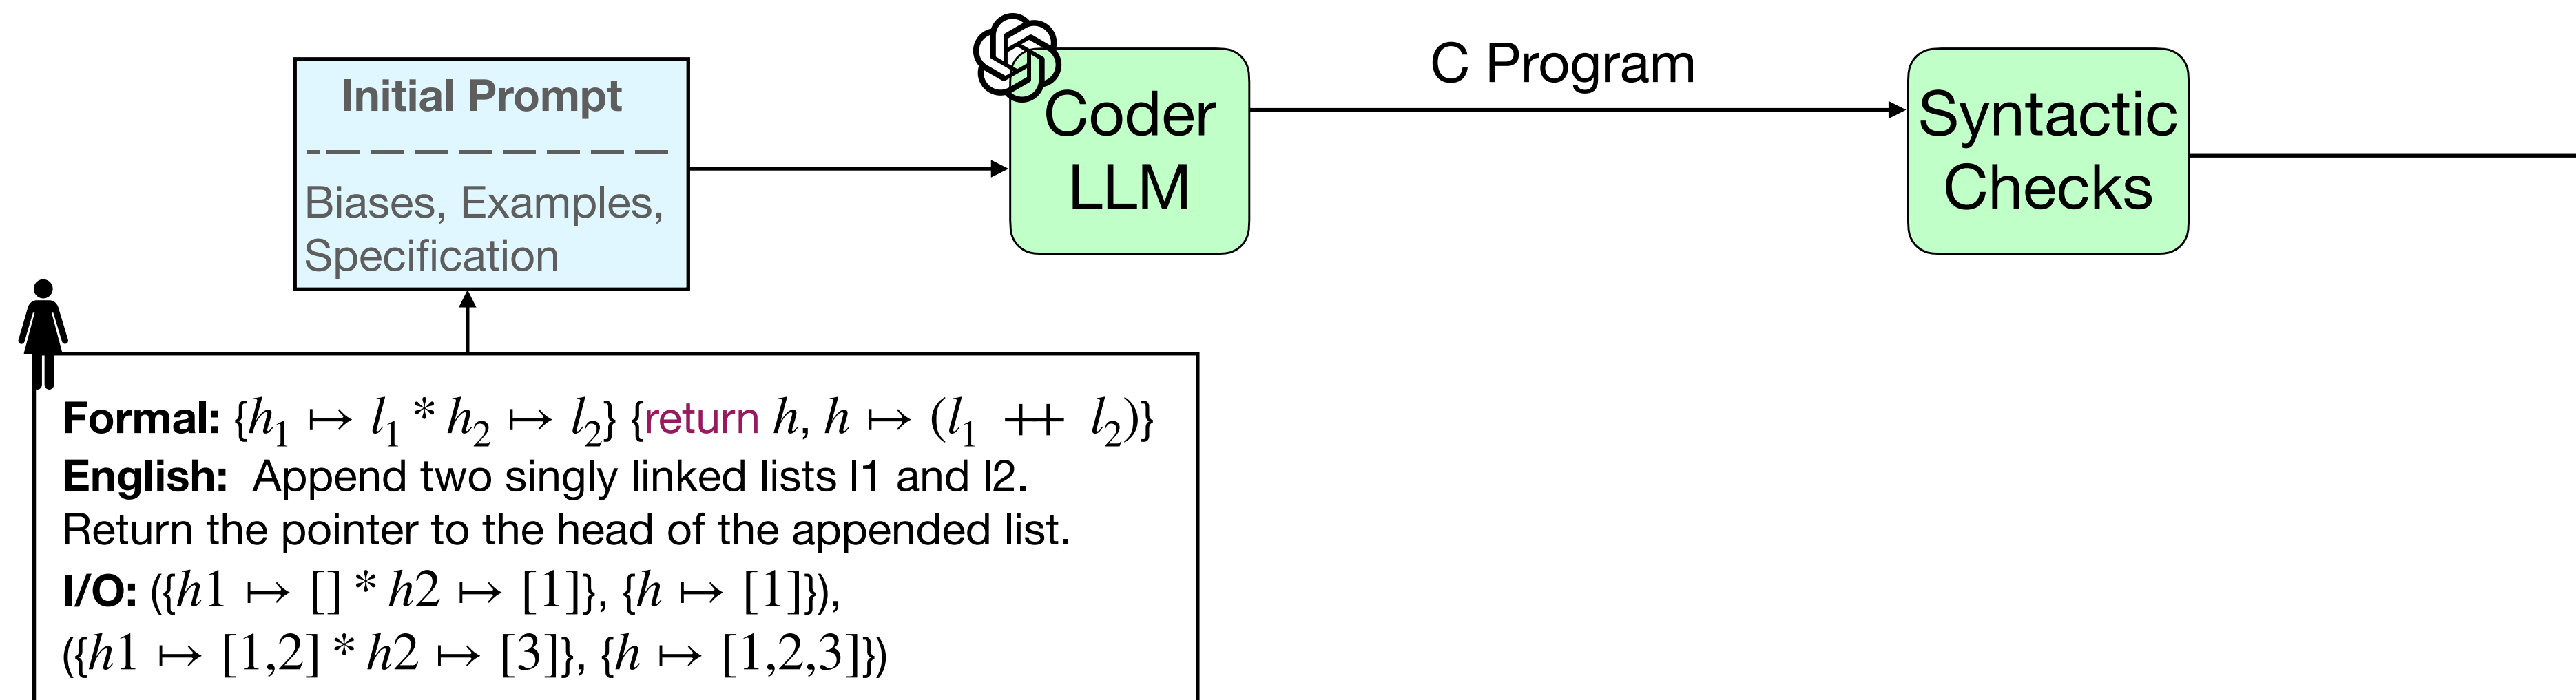 Initial Prompt
Biases, Examples,
Specification
Coder
LLM
C Program
Syntactic
Checks
Formal: {h₁ ↦ l₁ * h₂ ↦ l₂} {return h, h ↦ (l₁ ++ l₂)}
English: Append two singly linked lists l1 and l2.
Return the pointer to the head of the appended list.
I/O: ({h1 ↦ [] * h2 ↦ [1]}, {h ↦ [1]}),
({h1 ↦ [1,2] * h2 ↦ [3]}, {h ↦ [1,2,3]})